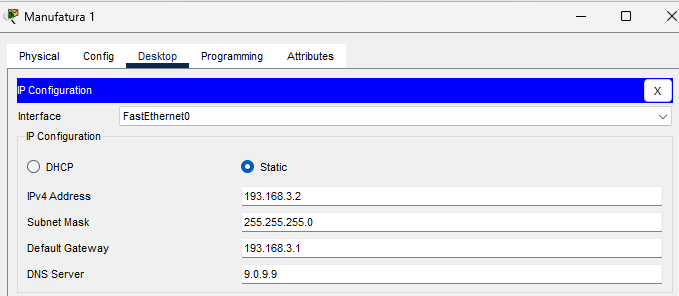 Manufatura 1
Physical Config Desktop Programming Attributes
IP Configuration X
Interface FastEthernet0
IP Configuration
DHCP Static
IPv4 Address 193.168.3.2
Subnet Mask 255.255.255.0
Default Gateway 193.168.3.1
DNS Server 9.0.9.9